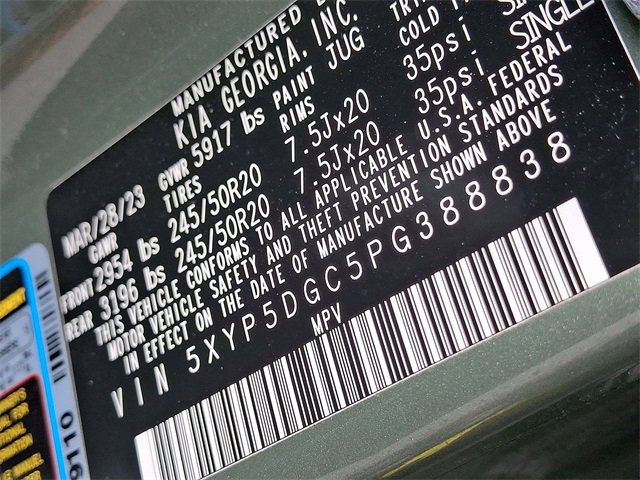 MANUFACTURED
KIA GEORGIA, INC.
MAR/28/23 GVWR 5917 lbs PAINT JUG
GAWR TIRES RIMS COLD
FRONT 2954 lbs 245/50R20 7.5Jx20 35psi SINGLE
REAR 3196 lbs 245/50R20 7.5Jx20 35psi SINGLE
THIS VEHICLE CONFORMS TO ALL APPLICABLE U.S.A. FEDERAL
MOTOR VEHICLE SAFETY AND THEFT PREVENTION STANDARDS
IN EFFECT ON THE DATE OF MANUFACTURE SHOWN ABOVE
VIN 5XYP5DGC5PG388838
MPV
9110